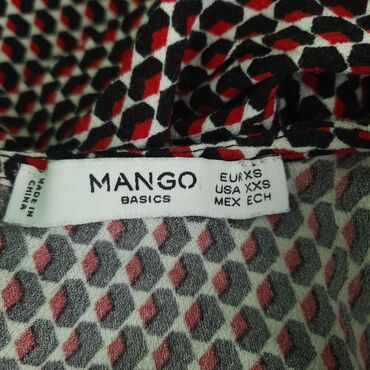 MANGO
BASICS
EUR XS
USA XXS
MEX ECH
MADE IN
CHINA